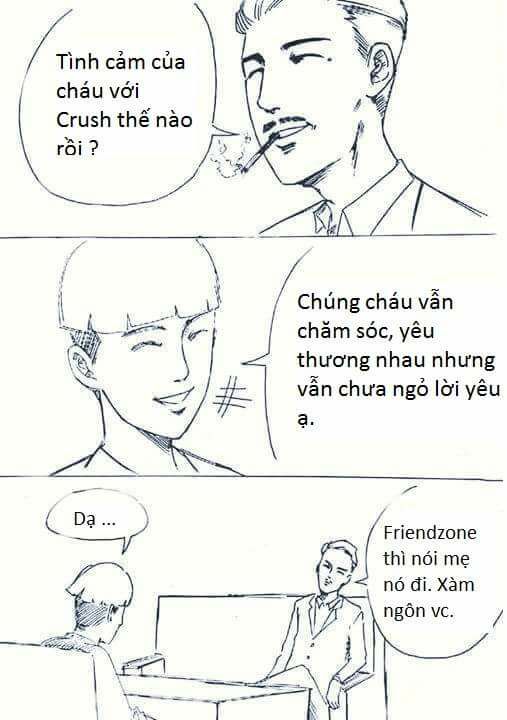 Tình cảm của
cháu với
Crush thế nào
rồi ?
Chúng cháu vẫn
chăm sóc, yêu
thương nhau nhưng
vẫn chưa ngỏ lời yêu
ạ.
Dạ ...
Friendzone
thì nói mẹ
nó đi. Xàm
ngôn vc.